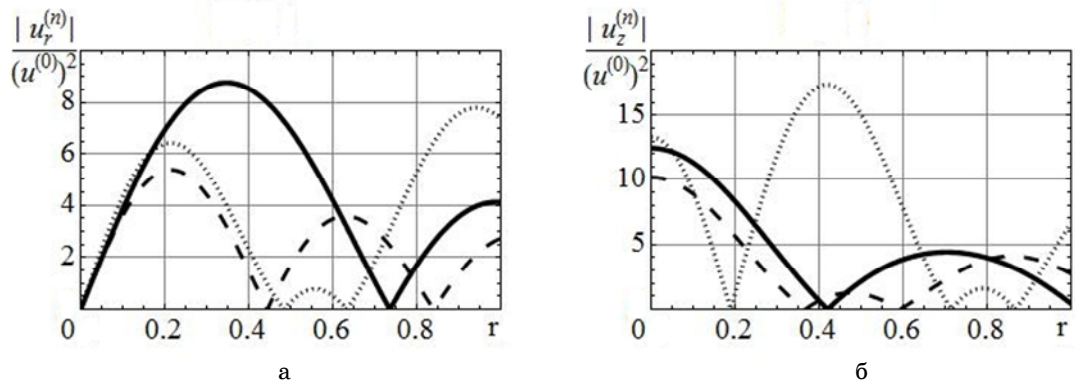 | u_r^(n) |
(u^(0))^2
8
6
4
2
0 0.2 0.4 0.6 0.8 r
а
| u_z^(n) |
(u^(0))^2
15
10
5
0 0.2 0.4 0.6 0.8 r
б